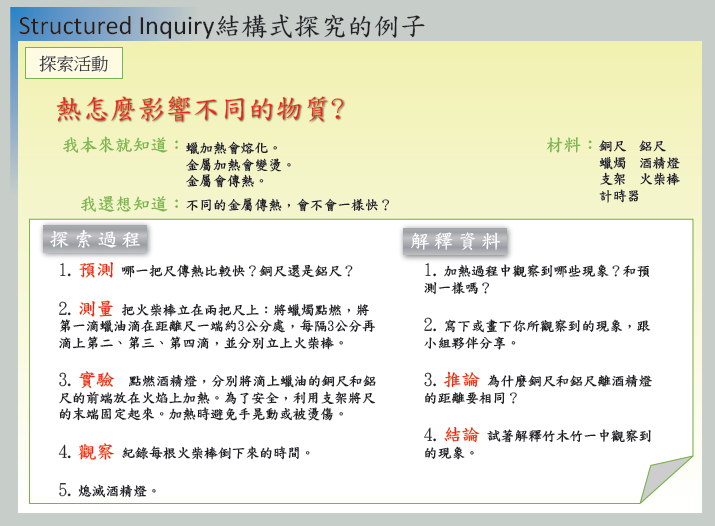 Structured Inquiry結構式探究的例子
探索活動
熱怎麼影響不同的物質?
我本來就知道：蠟加熱會熔化。
金屬加熱會變燙。
金屬會傳熱。
我還想知道：不同的金屬傳熱，會不會一樣快？
材料：銅尺 鋁尺
蠟燭 酒精燈
支架 火柴棒
計時器
探索過程
1. 預測 哪一把尺傳熱比較快？銅尺還是鋁尺？
2. 測量 把火柴棒立在兩把尺上：將蠟燭點燃，將
第一滴蠟油滴在距離尺一端約3公分處，每隔3公分再
滴上第二、第三、第四滴，並分別立上火柴棒。
3. 實驗 點燃酒精燈，分別將滴上蠟油的銅尺和鋁
尺的前端放在火焰上加熱。為了安全，利用支架將尺
的末端固定起來。加熱時避免手晃動或被燙傷。
4. 觀察 紀錄每根火柴棒倒下來的時間。
5. 熄滅酒精燈。
解釋資料
1. 加熱過程中觀察到哪些現象？和預
測一樣嗎？
2. 寫下或畫下你所觀察到的現象，跟
小組夥伴分享。
3. 推論 為什麼銅尺和鋁尺離酒精燈
的距離要相同？
4. 結論 試著解釋竹木竹一中觀察到
的現象。